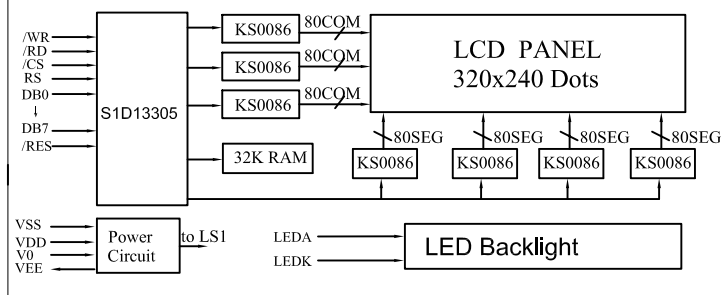 /WR
/RD
/CS
RS
DB0
DB7
/RES
S1D13305
KS0086
80COM
KS0086
80COM
KS0086
80COM
32K RAM
LCD PANEL
320x240 Dots
80SEG
80SEG
80SEG
80SEG
KS0086
KS0086
KS0086
KS0086
VSS
VDD
V0
VEE
Power
Circuit
to LS1
LEDA
LEDK
LED Backlight